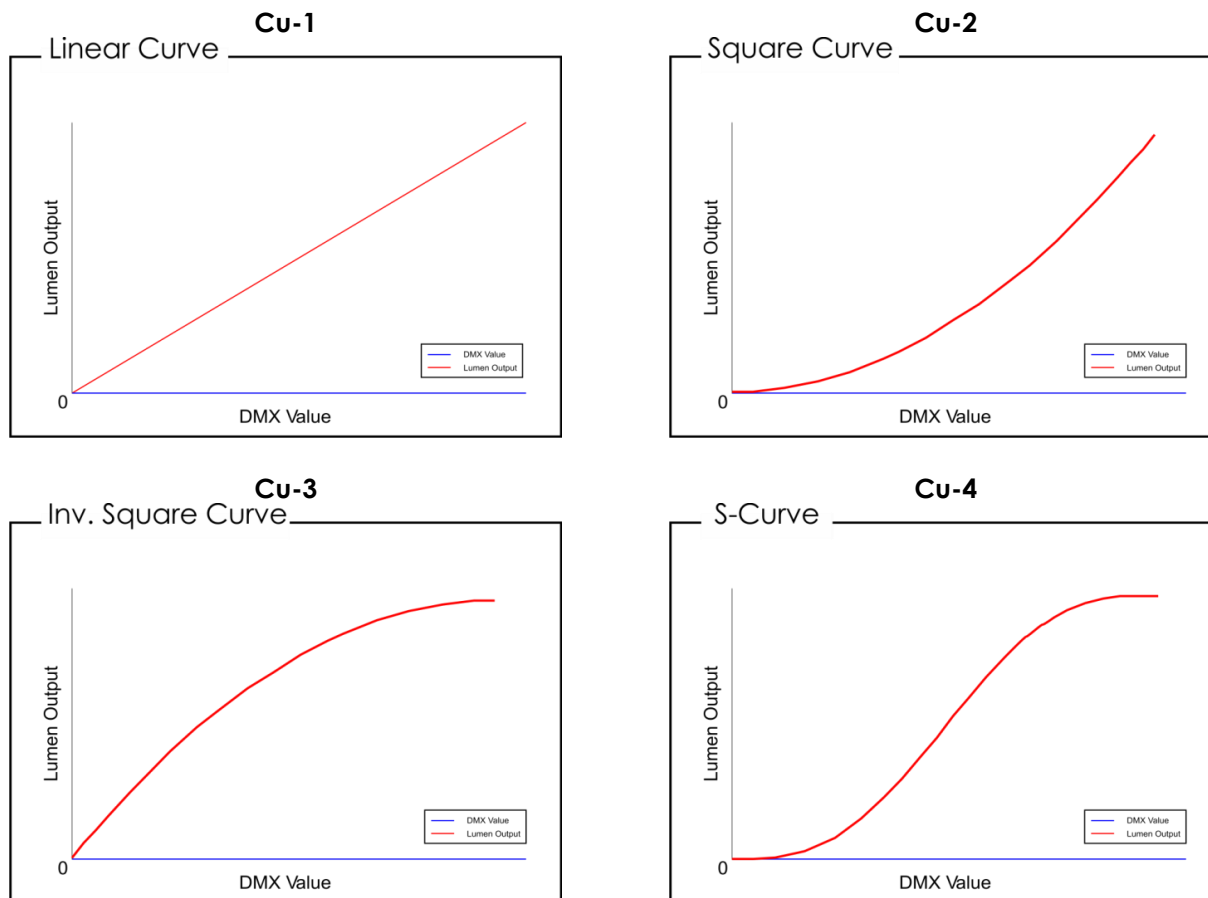 Cu-1
Linear Curve
Lumen Output
DMX Value
Lumen Output
0
DMX Value
Cu-2
Square Curve
Lumen Output
DMX Value
Lumen Output
0
DMX Value
Cu-3
Inv. Square Curve
Lumen Output
DMX Value
Lumen Output
0
DMX Value
Cu-4
S-Curve
Lumen Output
DMX Value
Lumen Output
0
DMX Value